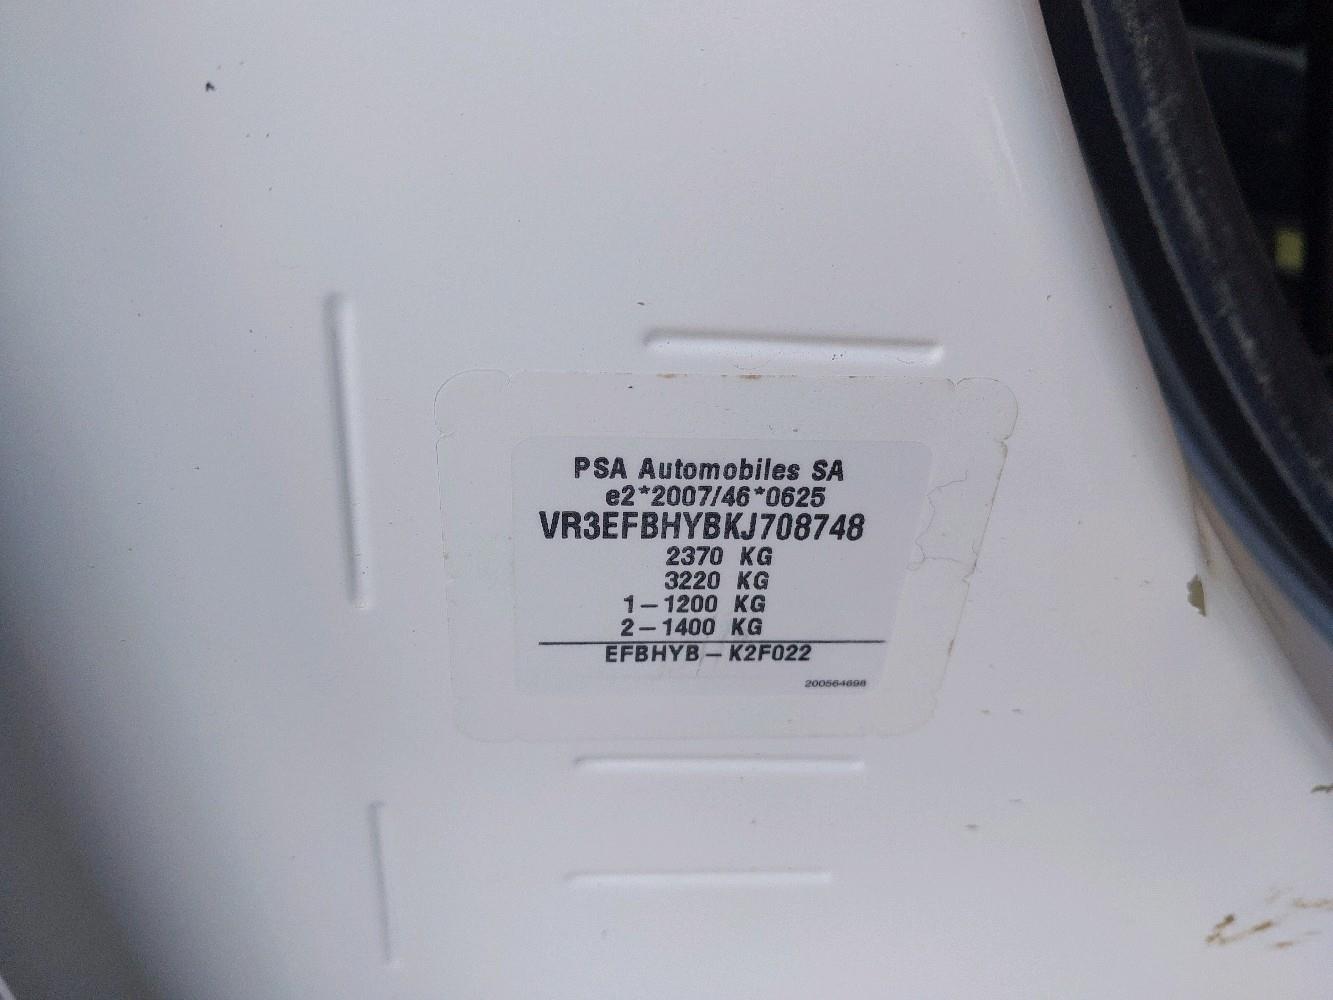 PSA Automobiles SA
e2*2007/46*0625
VR3EFBHYBKJ708748
2370 KG
3220 KG
1-1200 KG
2-1400 KG
EFBHYB-K2F022
200564698